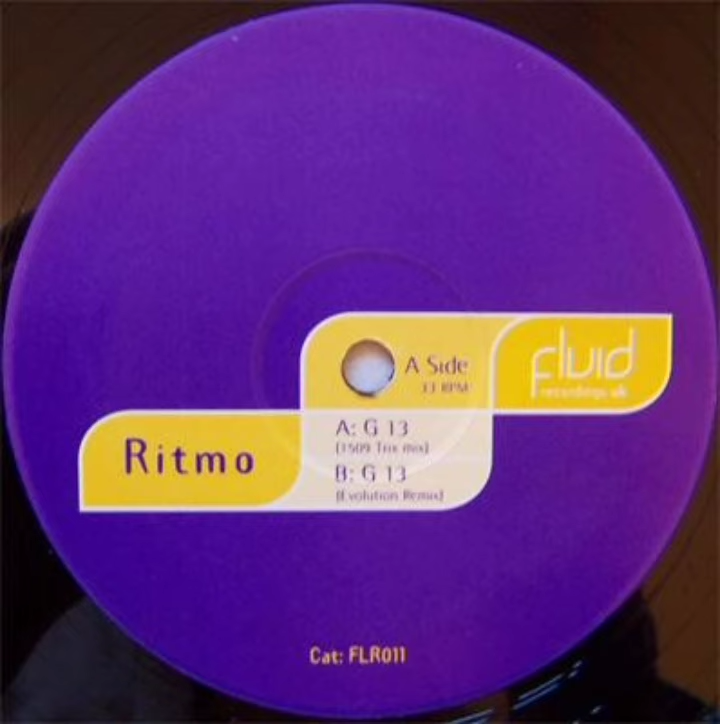 fluid
recordings uk
A Side
33 RPM
Ritmo
A: G 13
(1509 Trix mix)
B: G 13
(Evolution Remix)
Cat: FLR011